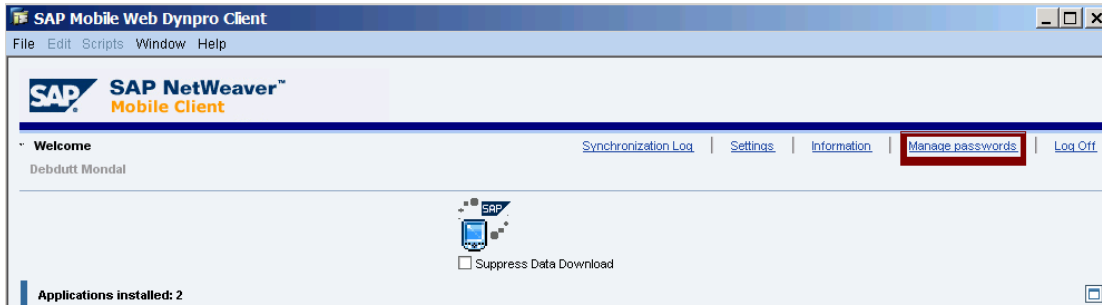 SAP Mobile Web Dynpro Client
File Edit Scripts Window Help
SAP SAP NetWeaver™
Mobile Client
Welcome Synchronization Log | Settings | Information | Manage passwords | Log Off
Debdutt Mondal
SAP
Suppress Data Download
Applications installed: 2